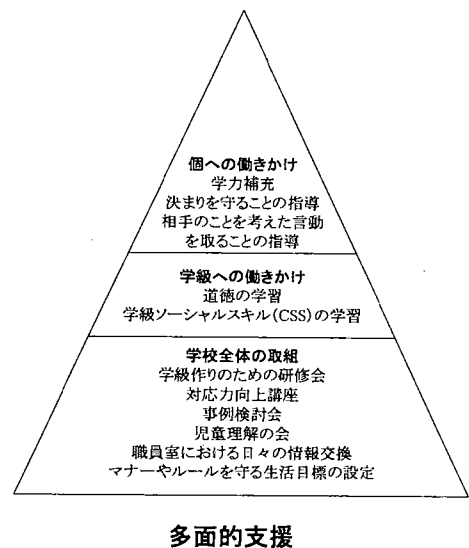 個への働きかけ
学力補充
決まりを守ることの指導
相手のことを考えた言動
を取ることの指導
学級への働きかけ
道徳の学習
学級ソーシャルスキル(CSS)の学習
学校全体の取組
学級作りのための研修会
対応力向上講座
事例検討会
児童理解の会
職員室における日々の情報交換
マナーやルールを守る生活目標の設定
多面的支援